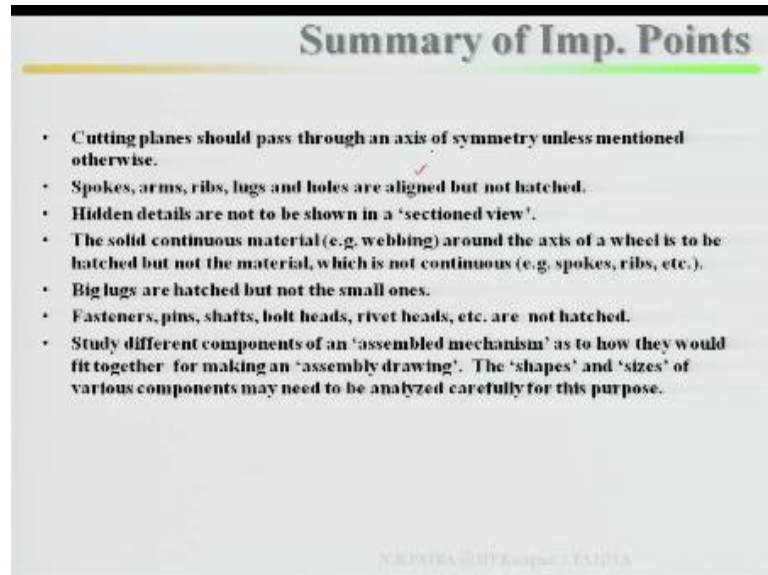 Summary of Imp. Points
• Cutting planes should pass through an axis of symmetry unless mentioned
otherwise.
• Spokes, arms, ribs, lugs and holes are aligned but not hatched.
• Hidden details are not to be shown in a ‘sectioned view’.
• The solid continuous material (e.g. webbing) around the axis of a wheel is to be
hatched but not the material, which is not continuous (e.g. spokes, ribs, etc.).
• Big lugs are hatched but not the small ones.
• Fasteners, pins, shafts, bolt heads, rivet heads, etc. are not hatched.
• Study different components of an ‘assembled mechanism’ as to how they would
fit together for making an ‘assembly drawing’. The ‘shapes’ and ‘sizes’ of
various components may need to be analyzed carefully for this purpose.